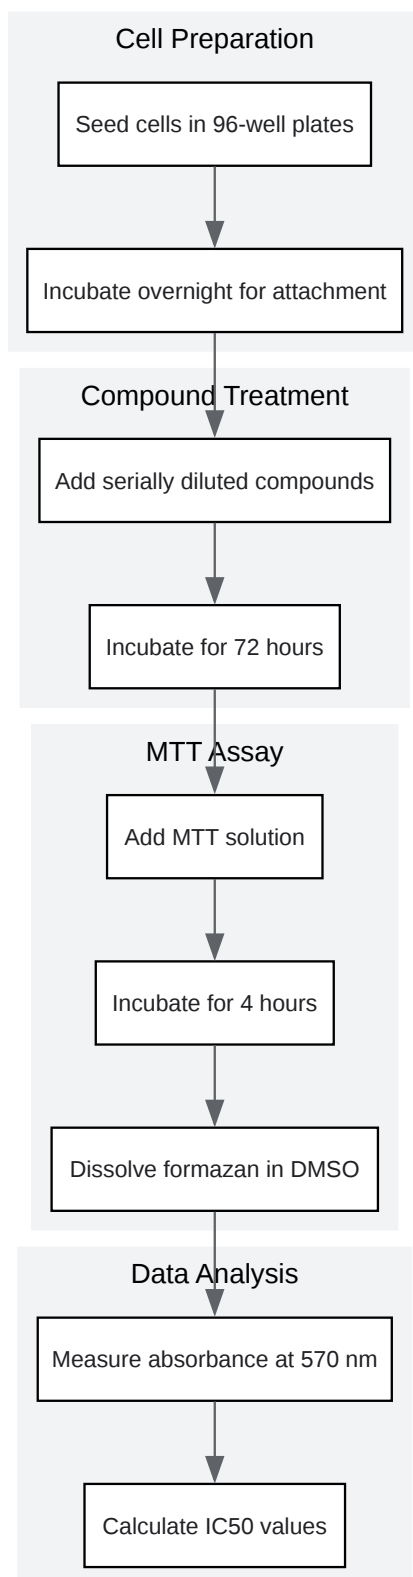 Cell Preparation
Seed cells in 96-well plates
Incubate overnight for attachment
Compound Treatment
Add serially diluted compounds
Incubate for 72 hours
MTT Assay
Add MTT solution
Incubate for 4 hours
Dissolve formazan in DMSO
Data Analysis
Measure absorbance at 570 nm
Calculate IC50 values